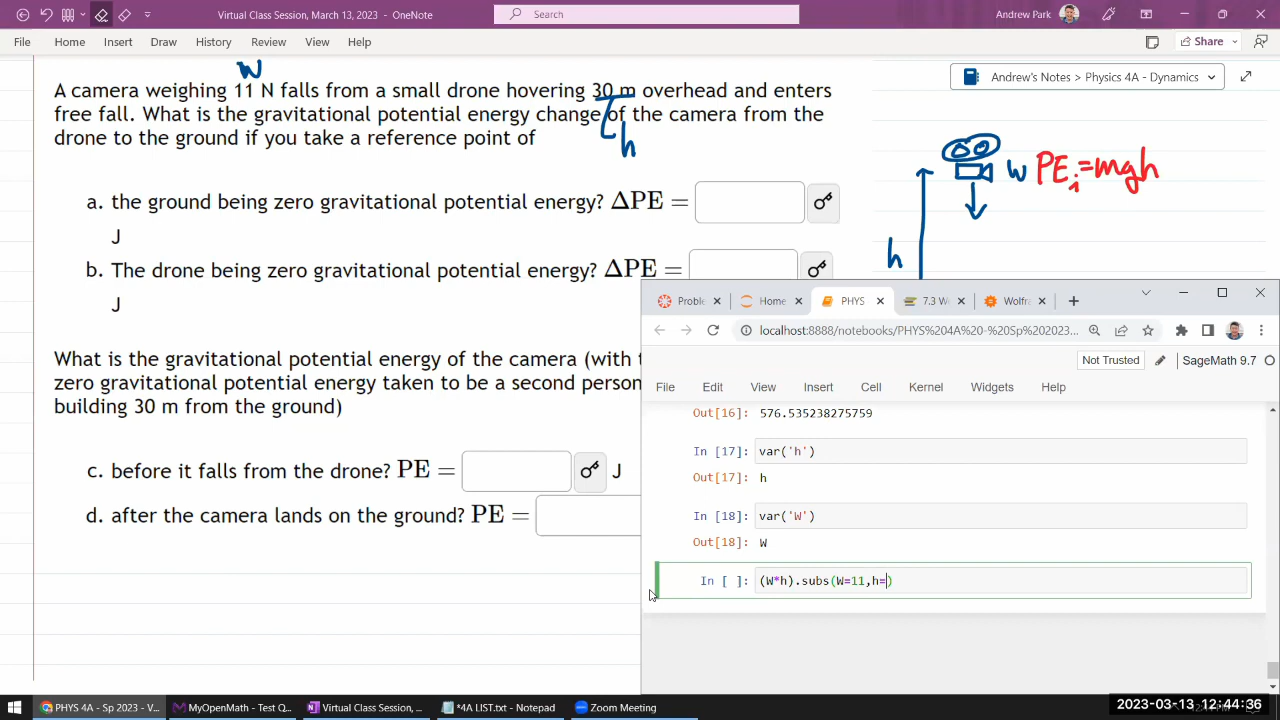 Virtual Class Session, March 13, 2023 - OneNote
Search
Andrew Park
File Home Insert Draw History Review View Help
Share
Andrew's Notes > Physics 4A - Dynamics
W
A camera weighing 11 N falls from a small drone hovering 30 m overhead and enters
free fall. What is the gravitational potential energy change of the camera from the
drone to the ground if you take a reference point of
h
W PEi=mgh
h
a. the ground being zero gravitational potential energy? ΔPE =
J
b. The drone being zero gravitational potential energy? ΔPE =
J
What is the gravitational potential energy of the camera (with t
zero gravitational potential energy taken to be a second person
building 30 m from the ground)
c. before it falls from the drone? PE = J
d. after the camera lands on the ground? PE =
Proble Home PHYS 7.3 W Wolfra
localhost:8888/notebooks/PHYS%204A%20-%20Sp%202023...
Not Trusted SageMath 9.7
File Edit View Insert Cell Kernel Widgets Help
Out[16]: 576.535238275759
In [17]: var('h')
Out[17]: h
In [18]: var('W')
Out[18]: W
In [ ]: (W*h).subs(W=11,h=)
PHYS 4A - Sp 2023 - V... MyOpenMath - Test Q... Virtual Class Session, ... *4A LIST.txt - Notepad Zoom Meeting
2023-03-13 12:44:36